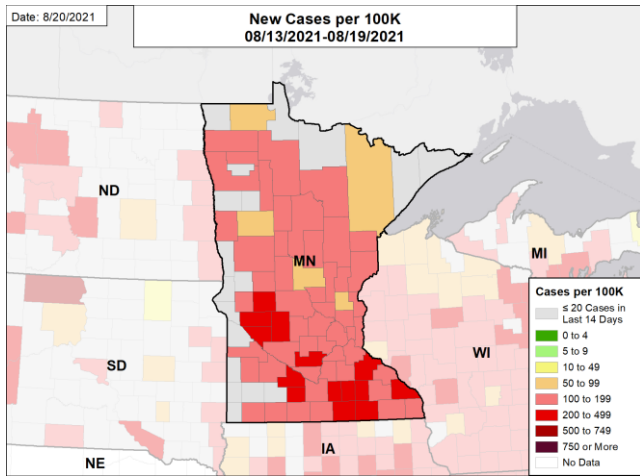 Date: 8/20/2021
New Cases per 100K
08/13/2021-08/19/2021
ND
MN
MI
SD
WI
NE
IA
Cases per 100K
≤ 20 Cases in
Last 14 Days
0 to 4
5 to 9
10 to 49
50 to 99
100 to 199
200 to 499
500 to 749
750 or More
No Data